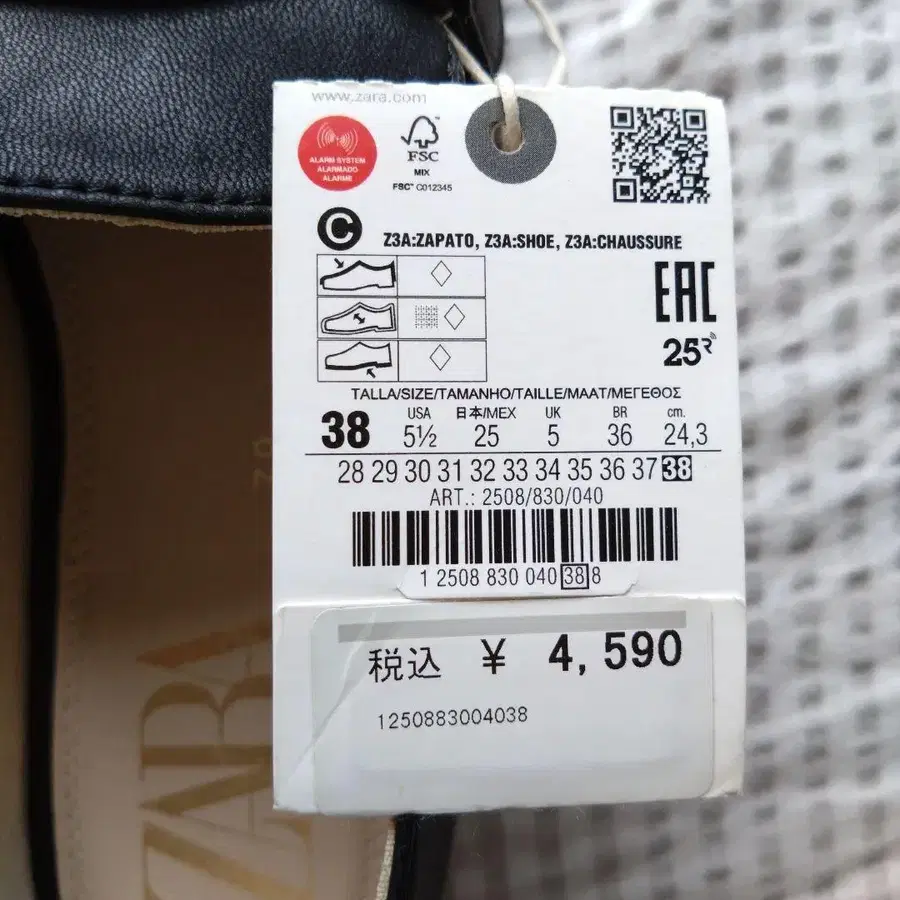 www.zara.com
ALARM SYSTEM
ALARMADO
ALARME
FSC
MIX
FSC™ C012345
C
Z3A:ZAPATO, Z3A:SHOE, Z3A:CHAUSSURE
EAC
25
TALLA/SIZE/TAMANHO/TAILLE/MAAT/ΜΕΓΕΘΟΣ
USA 日本/MEX UK BR cm.
38 5½ 25 5 36 24,3
28 29 30 31 32 33 34 35 36 37 38
ART.: 2508/830/040
1 2508 830 040 38 8
税込 ¥ 4,590
1250883004038
ZARA